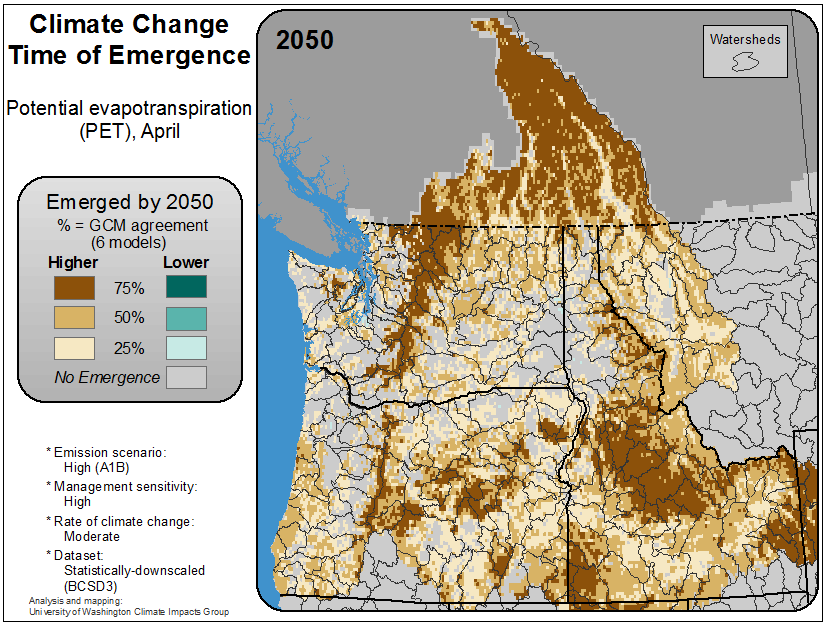 Climate Change
Time of Emergence
Potential evapotranspiration
(PET), April
Emerged by 2050
% = GCM agreement
(6 models)
Higher Lower
75%
50%
25%
No Emergence
* Emission scenario:
High (A1B)
* Management sensitivity:
High
* Rate of climate change:
Moderate
* Dataset:
Statistically-downscaled
(BCSD3)
Analysis and mapping:
University of Washington Climate Impacts Group
2050
Watersheds